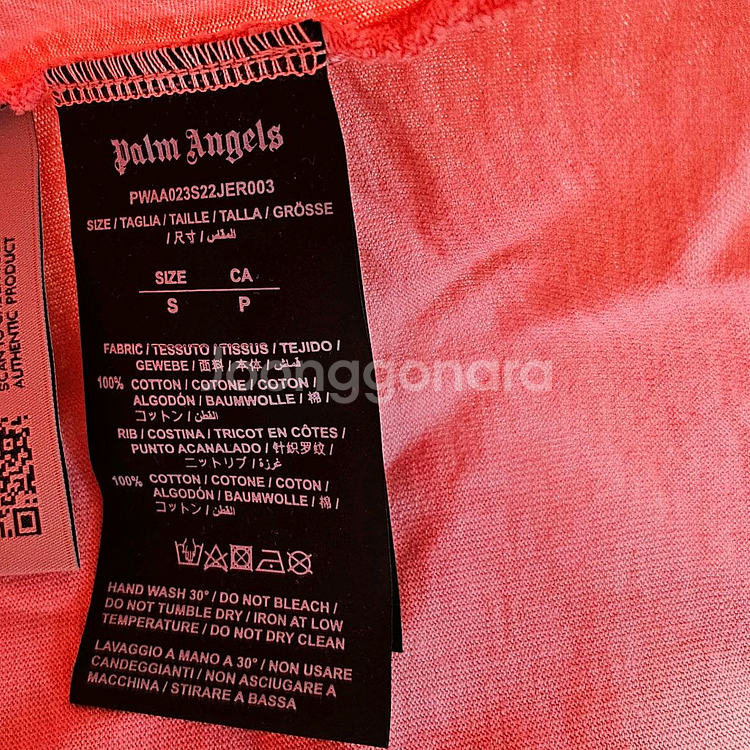 Palm Angels
PWAA023S22JER003
SIZE / TAGLIA / TAILLE / TALLA / GRÖSSE
/ 尺寸 / المقاس
SIZE CA
S P
FABRIC / TESSUTO / TISSUS / TEJIDO /
GEWEBE / 面料 / 本体 / قماش
100% COTTON / COTONE / COTON /
ALGODÓN / BAUMWOLLE / 棉 /
コットン / القطن
RIB / COSTINA / TRICOT EN CÔTES /
PUNTO ACANALADO / 针织罗纹 /
ニットリブ / غرزة
100% COTTON / COTONE / COTON /
ALGODÓN / BAUMWOLLE / 棉 /
コットン / القطن
HAND WASH 30° / DO NOT BLEACH /
DO NOT TUMBLE DRY / IRON AT LOW
TEMPERATURE / DO NOT DRY CLEAN
LAVAGGIO A MANO A 30° / NON USARE
CANDEGGIANTI / NON ASCIUGARE A
MACCHINA / STIRARE A BASSA
AUTHENTIC PRODUCT
joonggonara